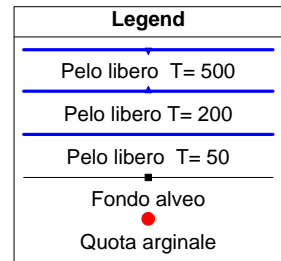 Legend
Pelo libero T= 500
Pelo libero T= 200
Pelo libero T= 50
Fondo alveo
Quota arginale